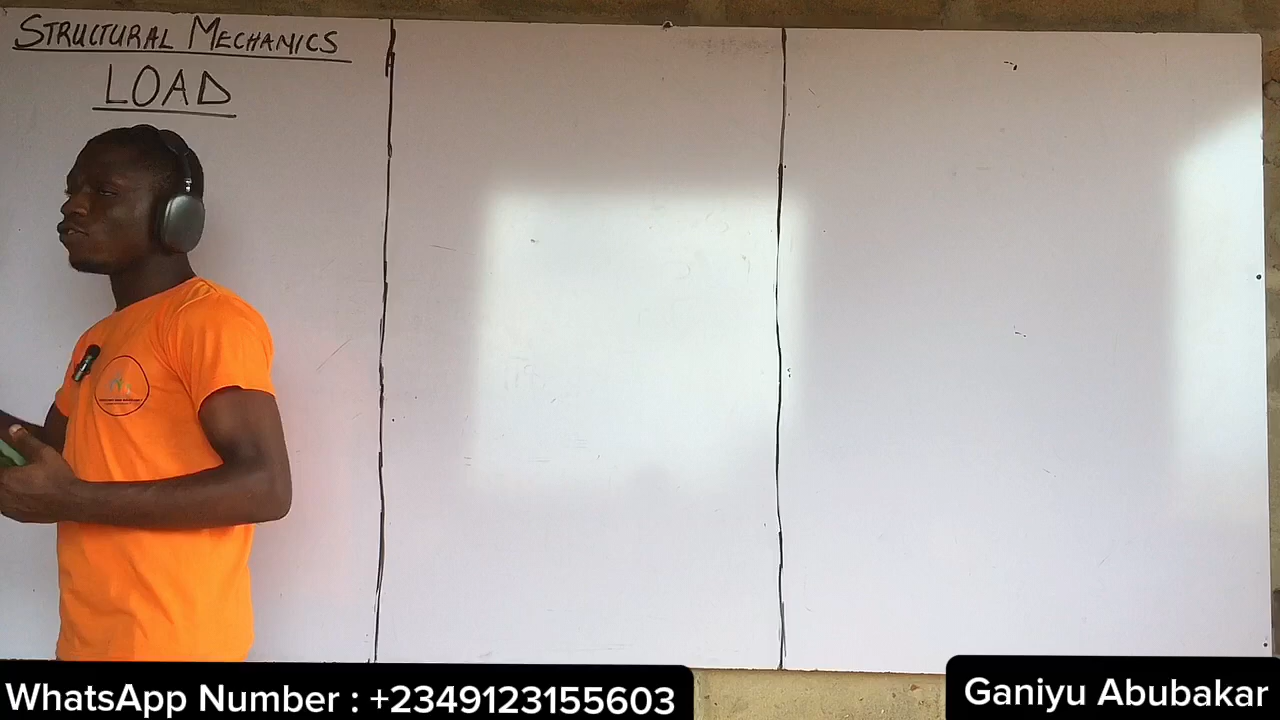 STRUCTURAL MECHANICS
LOAD
WhatsApp Number : +2349123155603
Ganiyu Abubakar